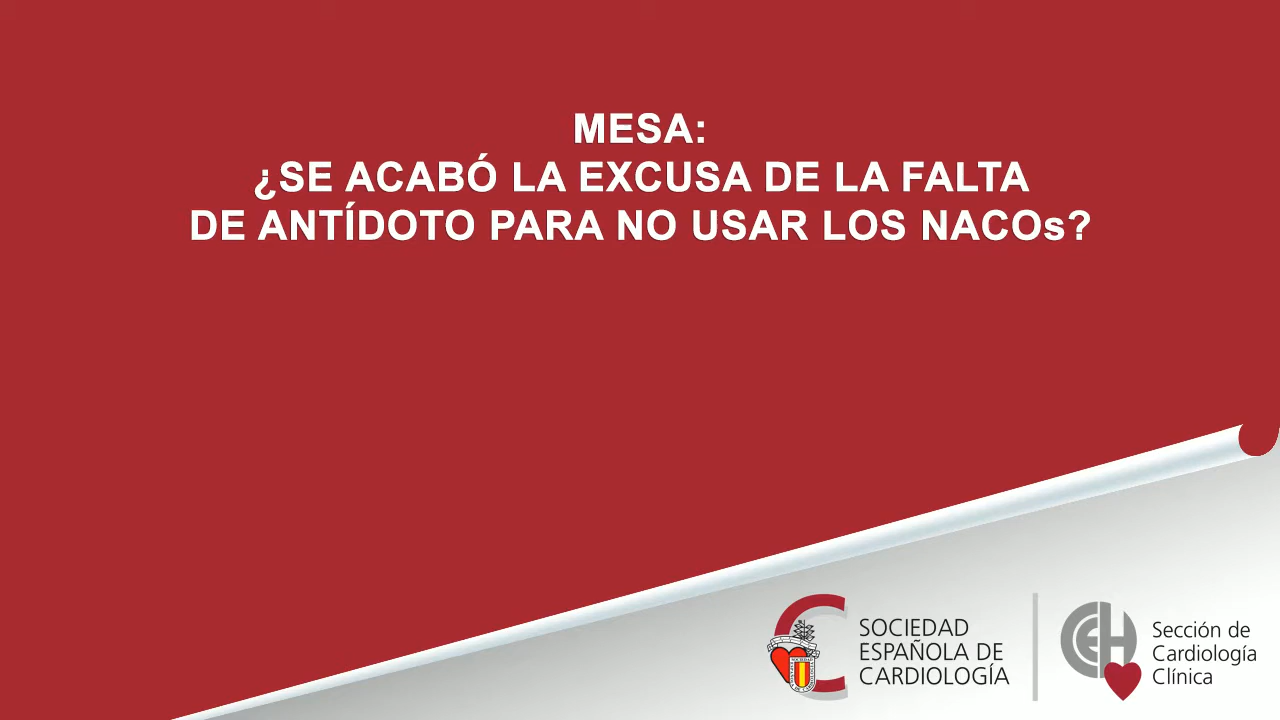 MESA:
¿SE ACABÓ LA EXCUSA DE LA FALTA
DE ANTÍDOTO PARA NO USAR LOS NACOs?
SOCIEDAD
ESPAÑOLA DE
CARDIOLOGÍA
Sección de
Cardiología
Clínica